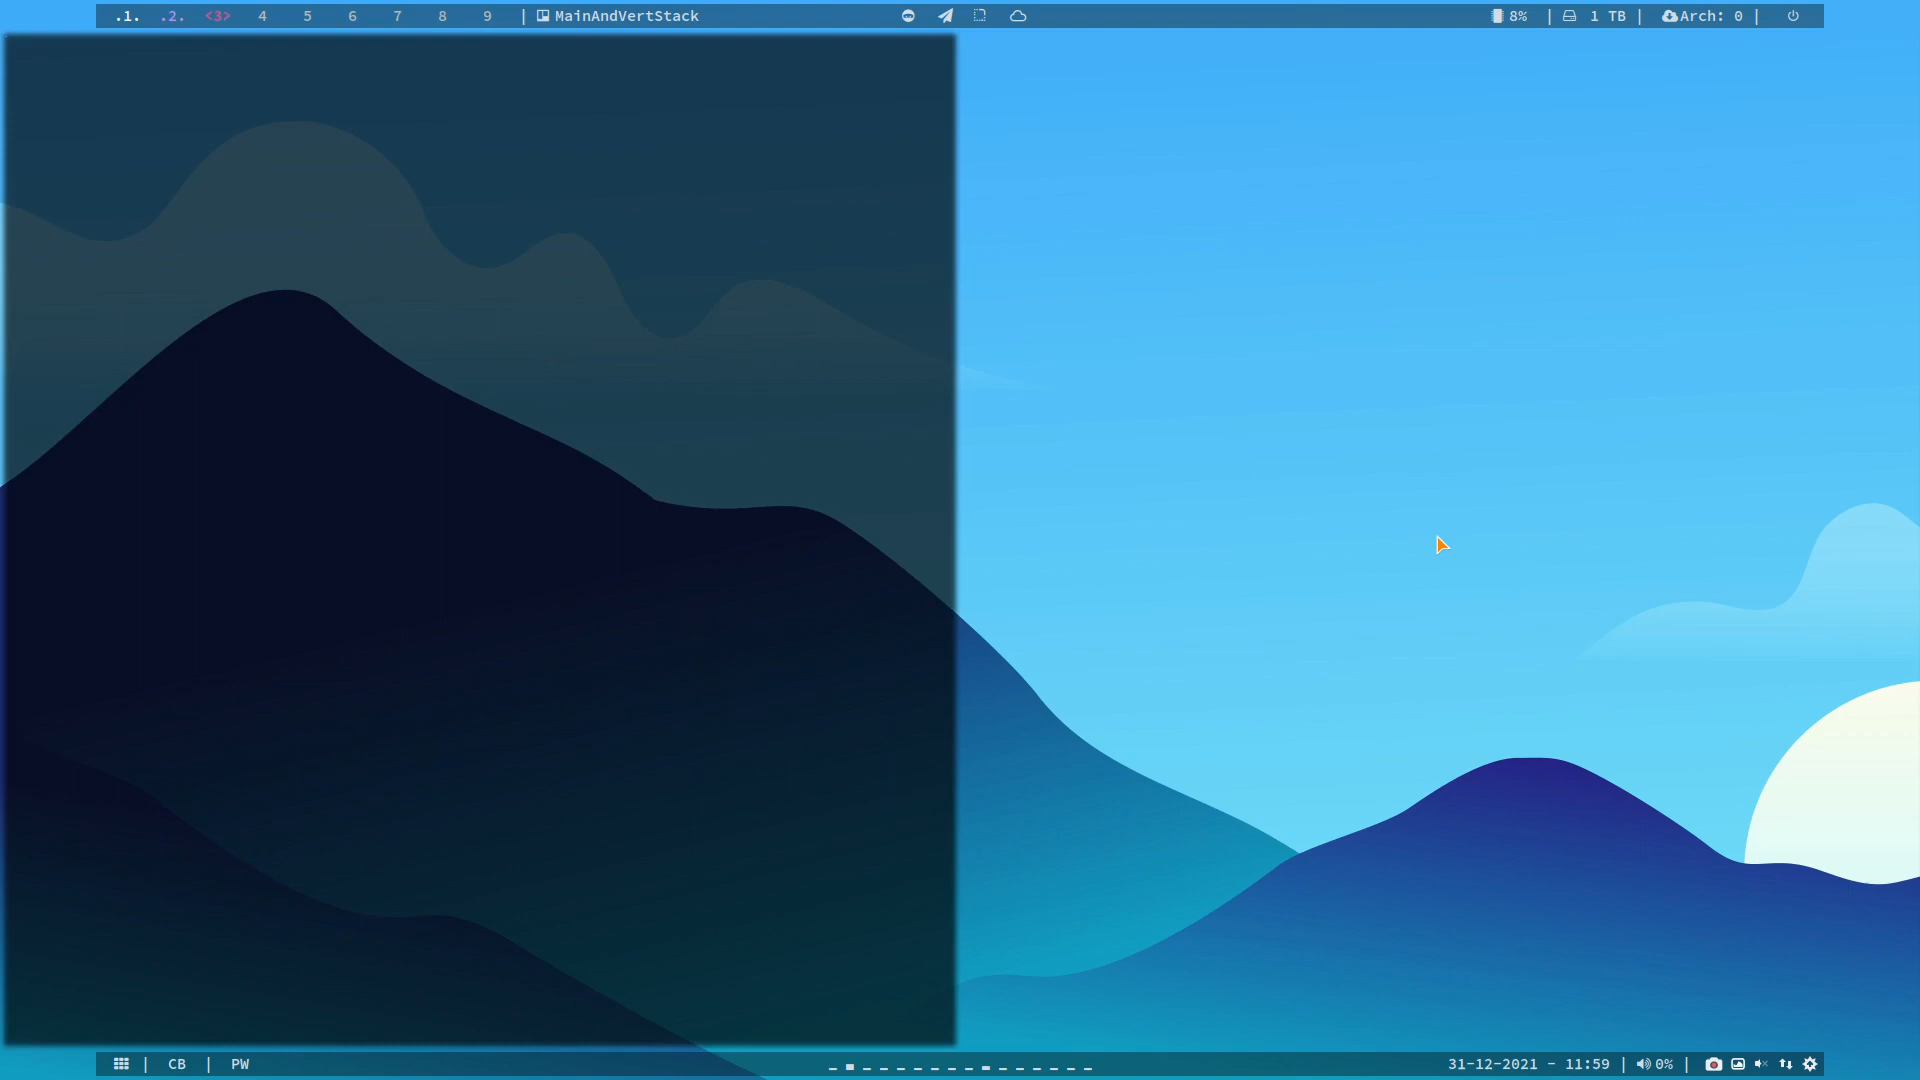 .1. .2. <3> 4 5 6 7 8 9 | MainAndVertStack
8% | 1 TB | Arch: 0 |
| CB | PW
31-12-2021 - 11:59 | 0% |